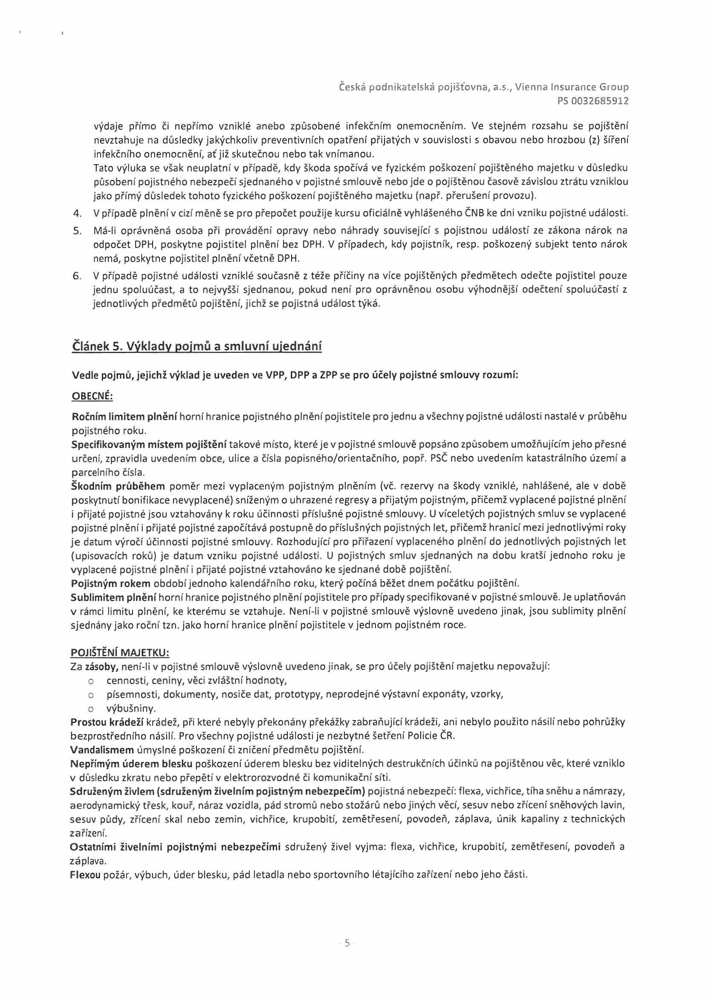 Česká podnikatelská pojišťovna, a.s., Vienna Insurance Group
PS 0032685912
výdaje přímo či nepřímo vzniklé anebo způsobené infekčním onemocněním. Ve stejném rozsahu se pojištění
nevztahuje na důsledky jakýchkoliv preventivních opatření přijatých v souvislosti s obavou nebo hrozbou (z) šíření
infekčního onemocnění, ať již skutečnou nebo tak vnímanou.
Tato výluka se však neuplatní v případě, kdy škoda spočívá ve fyzickém poškození pojištěného majetku v důsledku
působení pojistného nebezpečí sjednaného v pojistné smlouvě nebo jde o pojištěnou časově závislou ztrátu vzniklou
jako přímý důsledek tohoto fyzického poškození pojištěného majetku (např. přerušení provozu).
4. V případě plnění v cizí měně se pro přepočet použije kursu oficiálně vyhlášeného ČNB ke dni vzniku pojistné události.
5. Má-li oprávněná osoba při provádění opravy nebo náhrady související s pojistnou událostí ze zákona nárok na
odpočet DPH, poskytne pojistitel plnění bez DPH. V případech, kdy pojistník, resp. poškozený subjekt tento nárok
nemá, poskytne pojistitel plnění včetně DPH.
6. V případě pojistné události vzniklé současně z téže příčiny na více pojištěných předmětech odečte pojistitel pouze
jednu spoluúčast, a to nejvyšší sjednanou, pokud není pro oprávněnou osobu výhodnější odečtení spoluúčastí z
jednotlivých předmětů pojištění, jichž se pojistná událost týká.
Článek 5. Výklady pojmů a smluvní ujednání
Vedle pojmů, jejichž výklad je uveden ve VPP, DPP a ZPP se pro účely pojistné smlouvy rozumí:
OBECNÉ:
Ročním limitem plnění horní hranice pojistného plnění pojistitele pro jednu a všechny pojistné události nastalé v průběhu
pojistného roku.
Specifikovaným místem pojištění takové místo, které je v pojistné smlouvě popsáno způsobem umožňujícím jeho přesné
určení, zpravidla uvedením obce, ulice a čísla popisného/orientačního, popř. PSČ nebo uvedením katastrálního území a
parcelního čísla.
Škodním průběhem poměr mezi vyplaceným pojistným plněním (vč. rezervy na škody vzniklé, nahlášené, ale v době
poskytnutí bonifikace nevyplacené) sníženým o uhrazené regresy a přijatým pojistným, přičemž vyplacené pojistné plnění
i přijaté pojistné jsou vztahovány k roku účinnosti příslušné pojistné smlouvy. U víceletých pojistných smluv se vyplacené
pojistné plnění i přijaté pojistné započítává postupně do příslušných pojistných let, přičemž hranicí mezi jednotlivými roky
je datum výročí účinnosti pojistné smlouvy. Rozhodující pro přiřazení vyplaceného plnění do jednotlivých pojistných let
(upisovacích roků) je datum vzniku pojistné události. U pojistných smluv sjednaných na dobu kratší jednoho roku je
vyplacené pojistné plnění i přijaté pojistné vztahováno ke sjednané době pojištění.
Pojistným rokem období jednoho kalendářního roku, který počíná běžet dnem počátku pojištění.
Sublimitem plnění horní hranice pojistného plnění pojistitele pro případy specifikované v pojistné smlouvě. Je uplatňován
v rámci limitu plnění, ke kterému se vztahuje. Není-li v pojistné smlouvě výslovně uvedeno jinak, jsou sublimity plnění
sjednány jako roční tzn. jako horní hranice plnění pojistitele v jednom pojistném roce.
POJIŠTĚNÍ MAJETKU:
Za zásoby, není-li v pojistné smlouvě výslovně uvedeno jinak, se pro účely pojištění majetku nepovažují:
o cennosti, ceniny, věci zvláštní hodnoty,
o písemnosti, dokumenty, nosiče dat, prototypy, neprodejné výstavní exponáty, vzorky,
o výbušniny.
Prostou krádeží krádež, při které nebyly překonány překážky zabraňující krádeži, ani nebylo použito násilí nebo pohrůžky
bezprostředního násilí. Pro všechny pojistné události je nezbytné šetření Policie ČR.
Vandalismem úmyslné poškození či zničení předmětu pojištění.
Nepřímým úderem blesku poškození úderem blesku bez viditelných destrukčních účinků na pojištěnou věc, které vzniklo
v důsledku zkratu nebo přepětí v elektrorozvodné či komunikační síti.
Sdruženým živlem (sdruženým živelním pojistným nebezpečím) pojistná nebezpečí: flexa, vichřice, tíha sněhu a námrazy,
aerodynamický třesk, kouř, náraz vozidla, pád stromů nebo stožárů nebo jiných věcí, sesuv nebo zřícení sněhových lavin,
sesuv půdy, zřícení skal nebo zemin, vichřice, krupobití, zemětřesení, povodeň, záplava, únik kapaliny z technických
zařízení.
Ostatními živelními pojistnými nebezpečími sdružený živel vyjma: flexa, vichřice, krupobití, zemětřesení, povodeň a
záplava.
Flexou požár, výbuch, úder blesku, pád letadla nebo sportovního létajícího zařízení nebo jeho části.
- 5 -